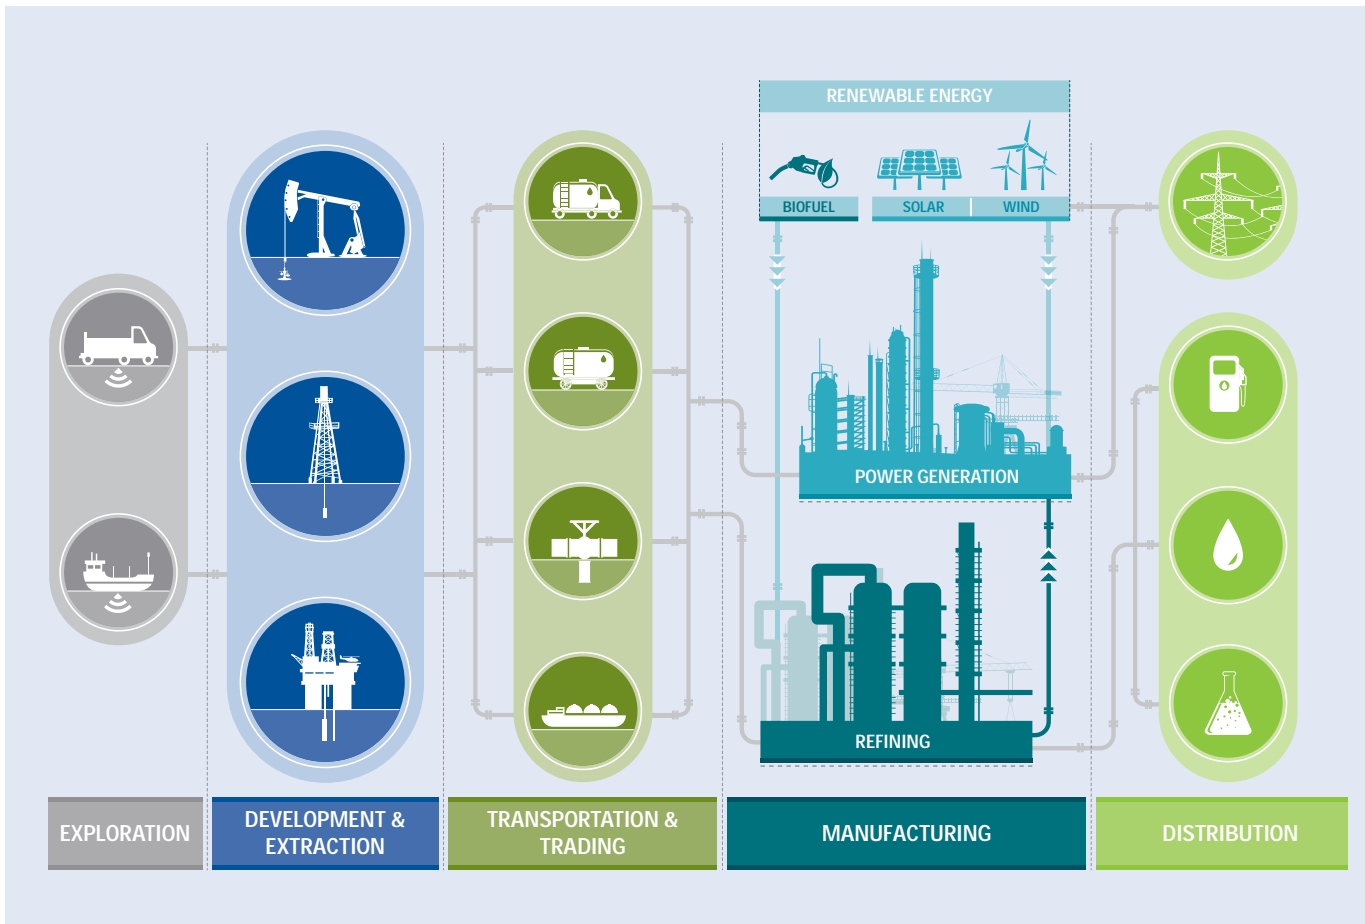 RENEWABLE ENERGY
BIOFUEL
SOLAR
WIND
POWER GENERATION
REFINING
EXPLORATION
DEVELOPMENT &
EXTRACTION
TRANSPORTATION &
TRADING
MANUFACTURING
DISTRIBUTION